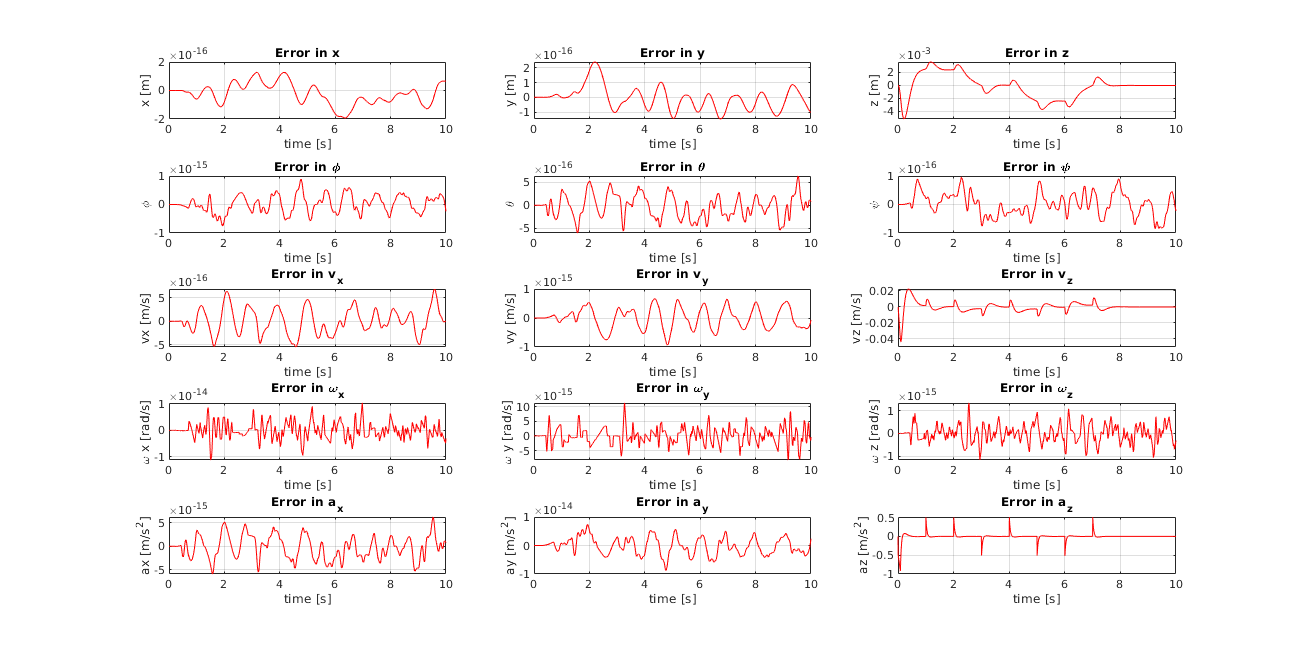 Error in x
×10^-16
x [m]
2
0
-2
0 2 4 6 8 10
time [s]
Error in y
×10^-16
y [m]
2
1
0
-1
0 2 4 6 8 10
time [s]
Error in z
×10^-3
z [m]
2
0
-2
-4
0 2 4 6 8 10
time [s]
Error in ϕ
×10^-15
ϕ
1
0
-1
0 2 4 6 8 10
time [s]
Error in θ
×10^-16
θ
5
0
-5
0 2 4 6 8 10
time [s]
Error in ψ
×10^-16
ψ
1
0
-1
0 2 4 6 8 10
time [s]
Error in v_x
×10^-16
vx [m/s]
5
0
-5
0 2 4 6 8 10
time [s]
Error in v_y
×10^-15
vy [m/s]
1
0
-1
0 2 4 6 8 10
time [s]
Error in v_z
vz [m/s]
0.02
0
-0.02
-0.04
0 2 4 6 8 10
time [s]
Error in ω_x
×10^-14
ω x [rad/s]
1
0
-1
0 2 4 6 8 10
time [s]
Error in ω_y
×10^-15
ω y [rad/s]
10
5
0
-5
0 2 4 6 8 10
time [s]
Error in ω_z
×10^-15
ω z [rad/s]
1
0
-1
0 2 4 6 8 10
time [s]
Error in a_x
×10^-15
ax [m/s^2]
5
0
-5
0 2 4 6 8 10
time [s]
Error in a_y
×10^-14
ay [m/s^2]
1
0
-1
0 2 4 6 8 10
time [s]
Error in a_z
az [m/s^2]
0.5
0
-0.5
-1
0 2 4 6 8 10
time [s]